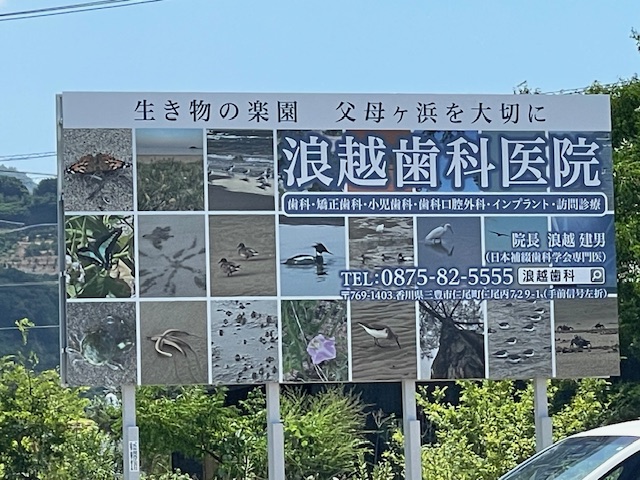 生き物の楽園　父母ヶ浜を大切に
浪越歯科医院
歯科・矯正歯科・小児歯科・歯科口腔外科・インプラント・訪問診療
院長 浪越 建男
(日本補綴歯科学会専門医)
TEL:0875-82-5555 浪越歯科
〒769-1403 香川県三豊市仁尾町仁尾丙729-1(手前信号左折)